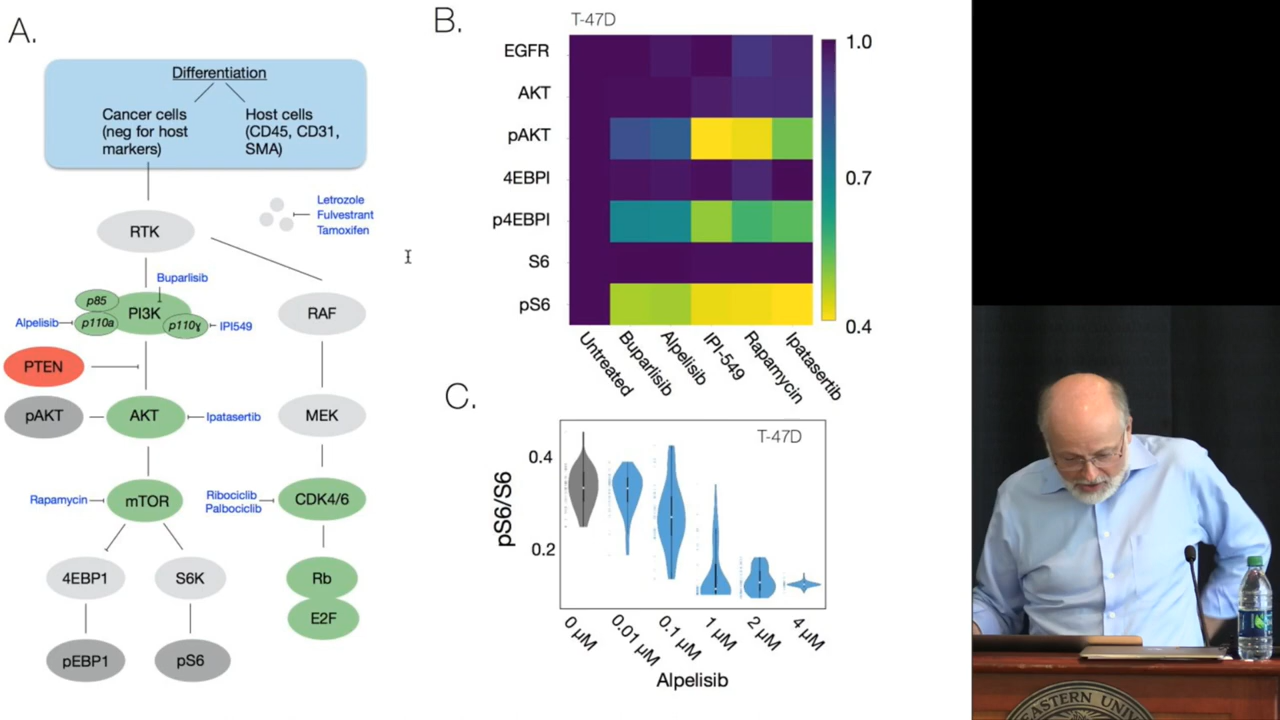 A.
Differentiation
Cancer cells
(neg for host
markers)
Host cells
(CD45, CD31,
SMA)
Letrozole
Fulvestrant
Tamoxifen
RTK
Buparlisib
p85
PI3K
p110a
p110ɣ
Alpelisib
IPI549
RAF
PTEN
pAKT
AKT
Ipatasertib
MEK
Rapamycin
mTOR
Ribociclib
Palbociclib
CDK4/6
4EBP1
S6K
Rb
E2F
pEBP1
pS6
B.
T-47D
EGFR
AKT
pAKT
4EBPI
p4EBPI
S6
pS6
1.0
0.7
0.4
Untreated
Buparlisib
Alpelisib
IPI-549
Rapamycin
Ipatasertib
C.
T-47D
pS6/S6
0.4
0.2
0 µM
0.01 µM
0.1 µM
1 µM
2 µM
4 µM
Alpelisib
EASTERN UNIV